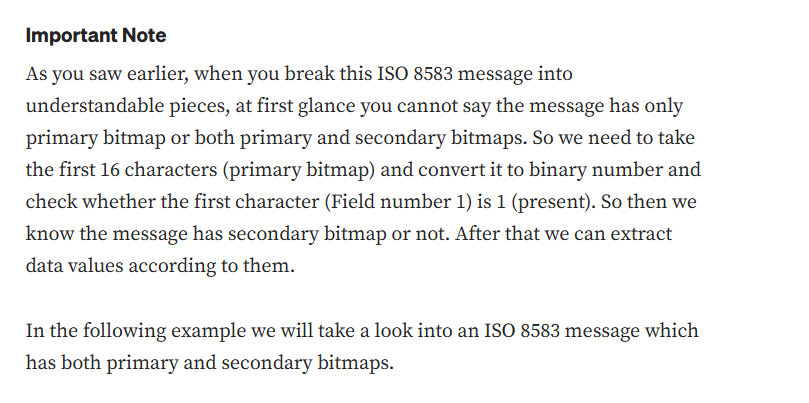 Important Note
As you saw earlier, when you break this ISO 8583 message into
understandable pieces, at first glance you cannot say the message has only
primary bitmap or both primary and secondary bitmaps. So we need to take
the first 16 characters (primary bitmap) and convert it to binary number and
check whether the first character (Field number 1) is 1 (present). So then we
know the message has secondary bitmap or not. After that we can extract
data values according to them.
In the following example we will take a look into an ISO 8583 message which
has both primary and secondary bitmaps.